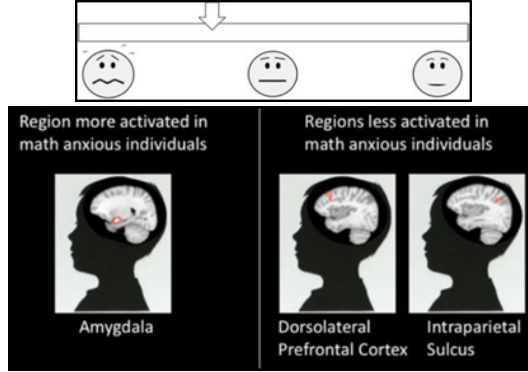 Region more activated in
math anxious individuals
Regions less activated in
math anxious individuals
Amygdala
Dorsolateral
Prefrontal Cortex
Intraparietal
Sulcus